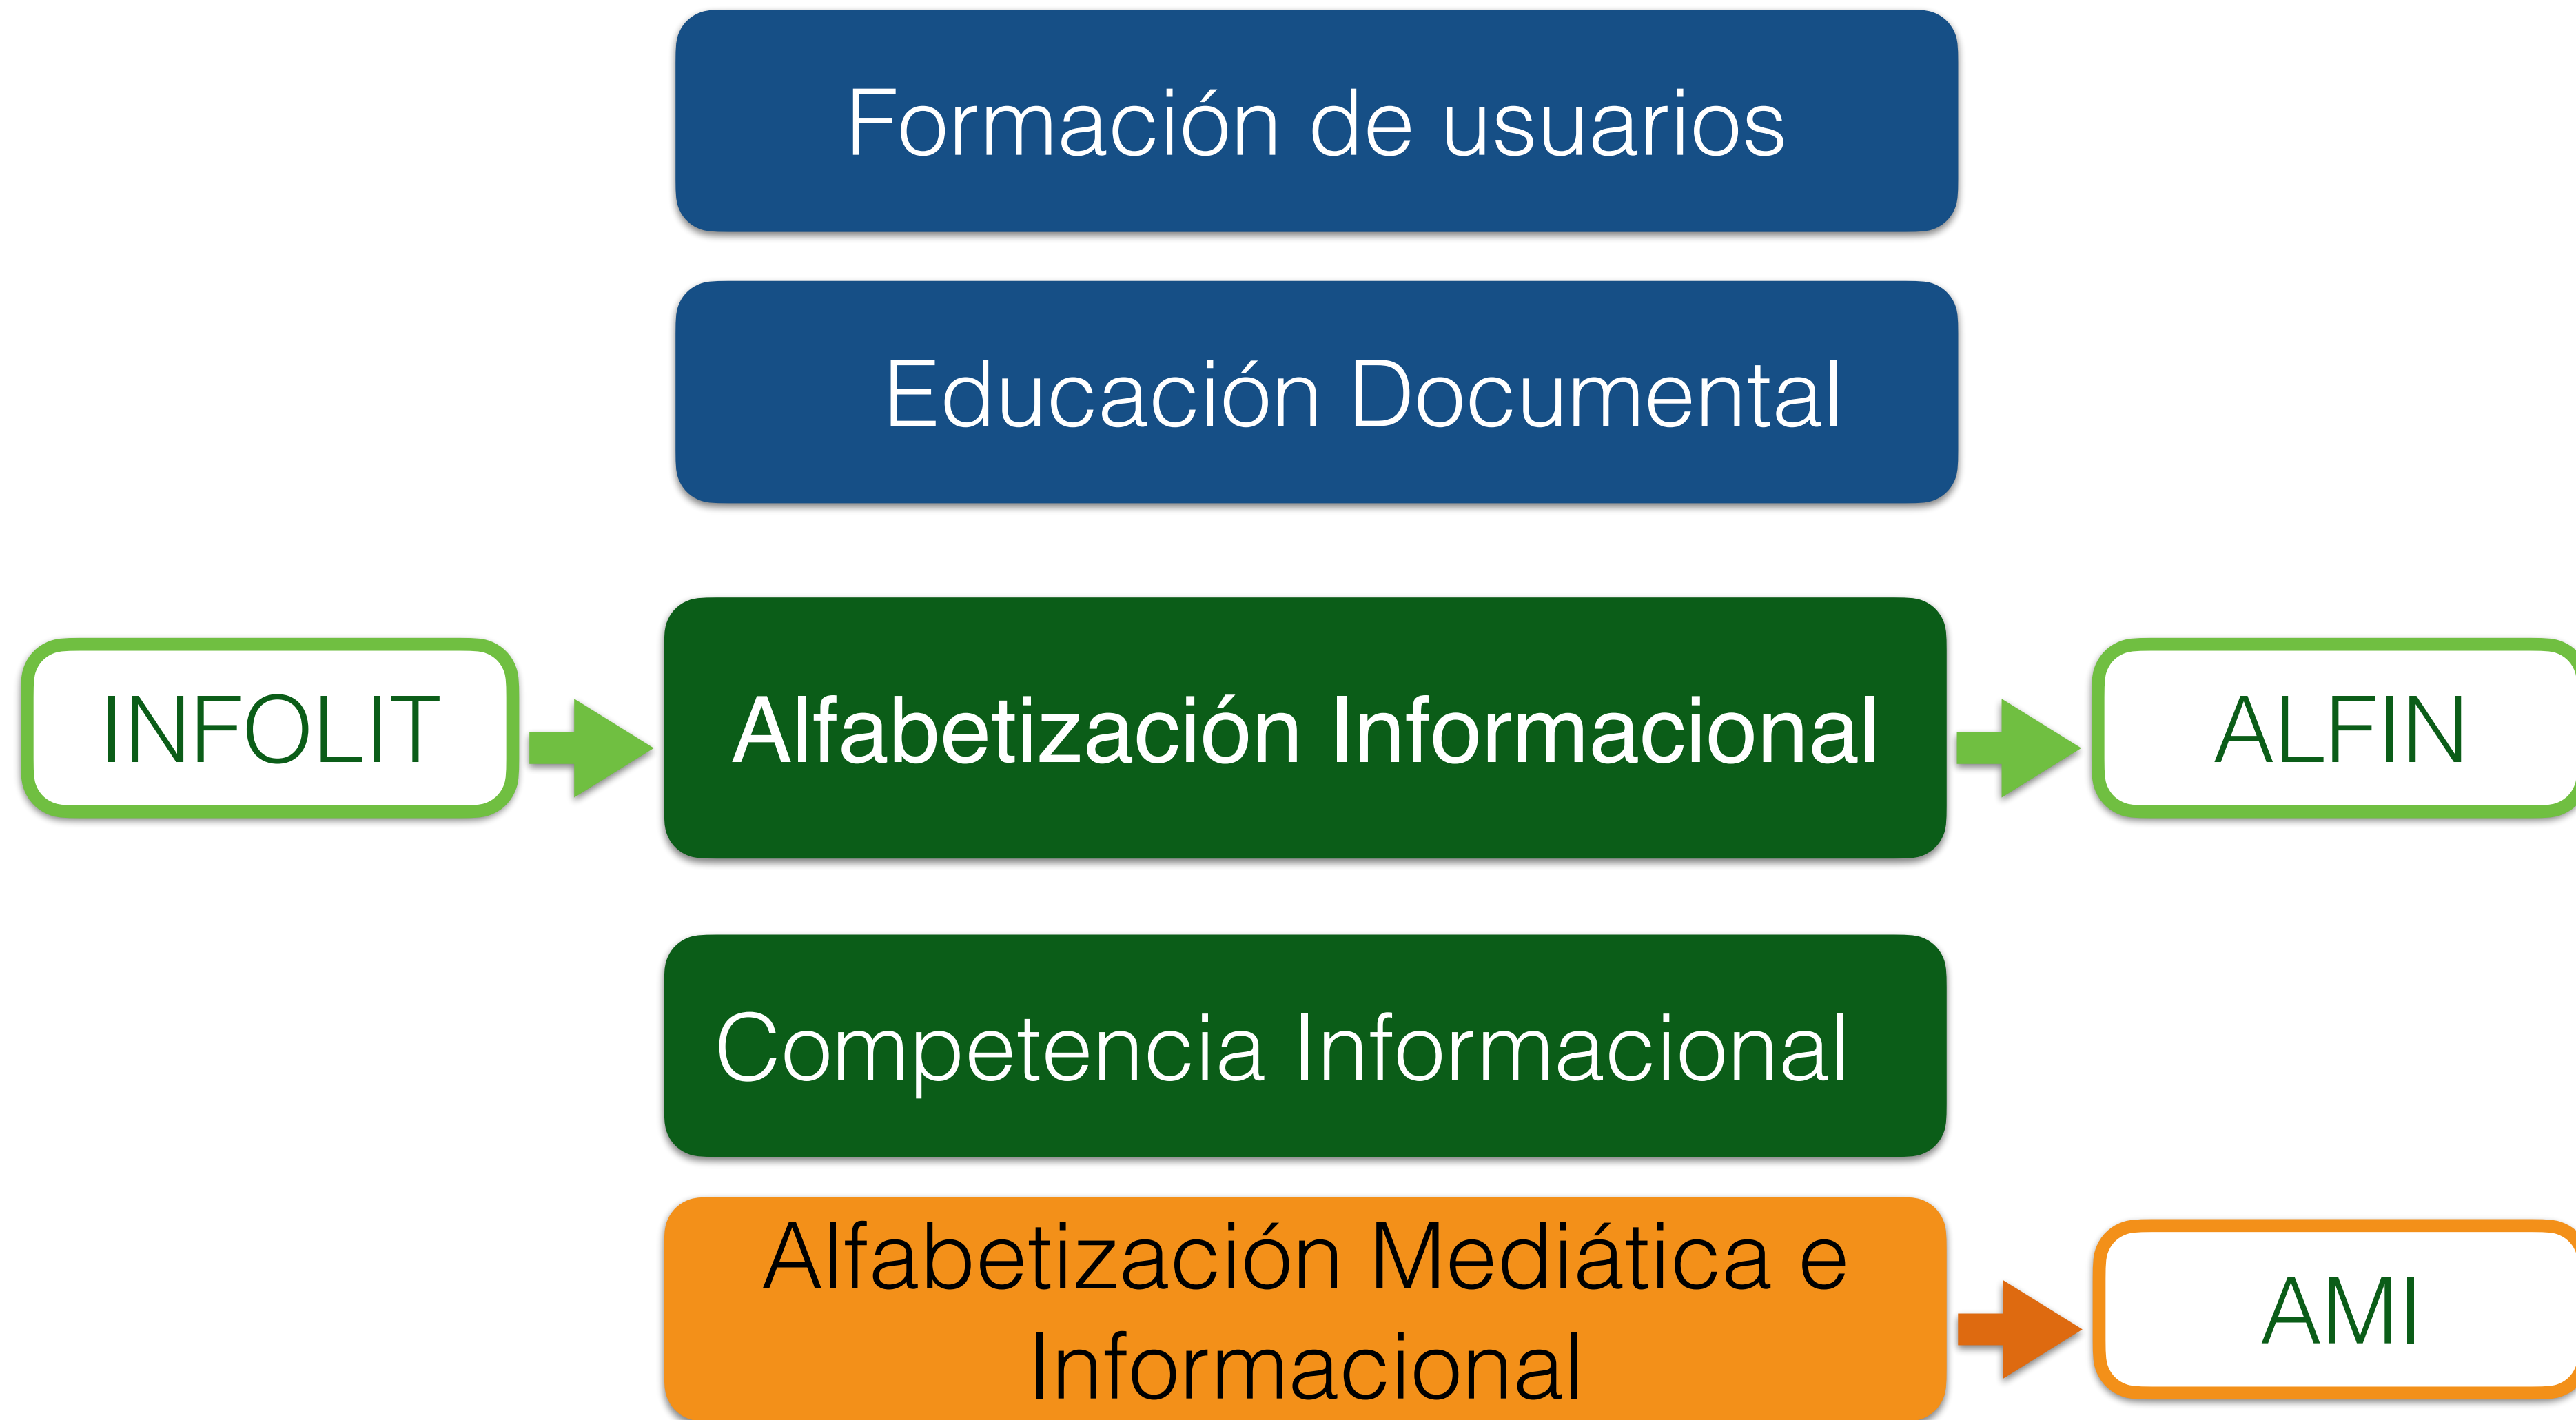 Formación de usuarios
Educación Documental
INFOLIT
Alfabetización Informacional
ALFIN
Competencia Informacional
Alfabetización Mediática e
Informacional
AMI